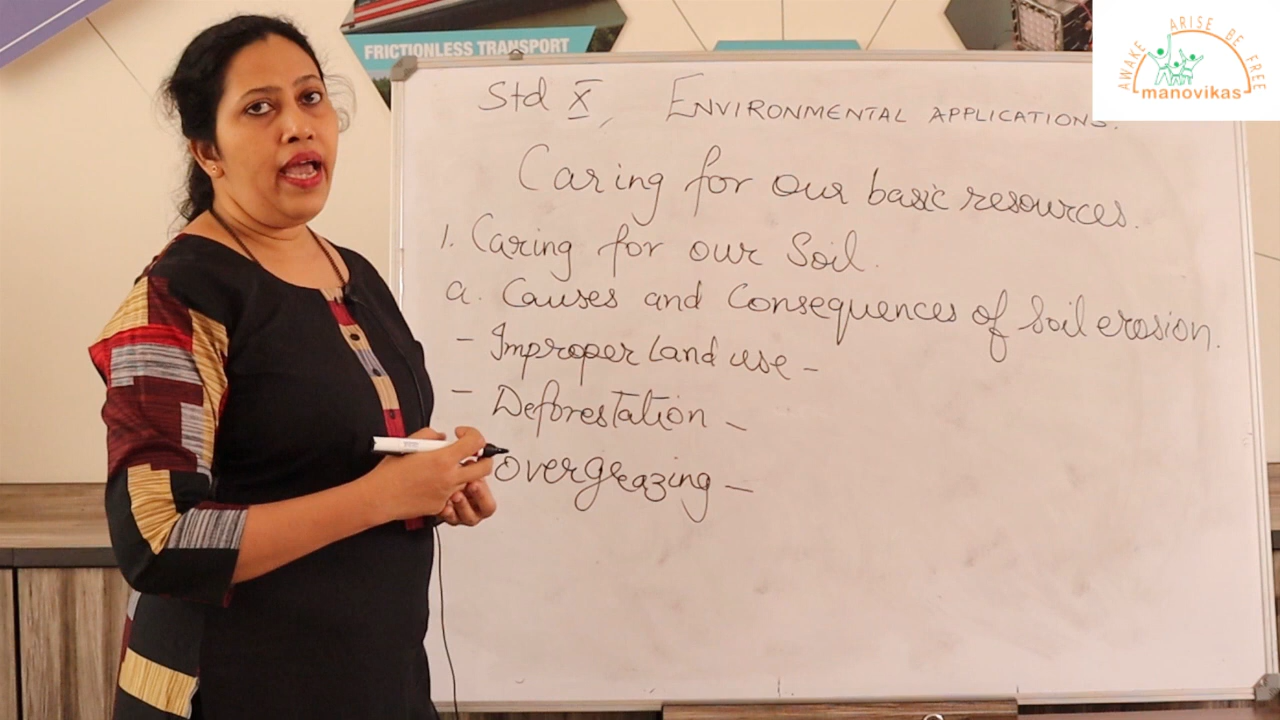 FRICTIONLESS TRANSPORT
AWAKE ARISE BE FREE
manovikas
Std X, ENVIRONMENTAL APPLICATIONS.
Caring for our basic resources.
1. Caring for our Soil.
a. Causes and Consequences of Soil erosion.
- Improper Land use -
- Deforestation -
Overgrazing -